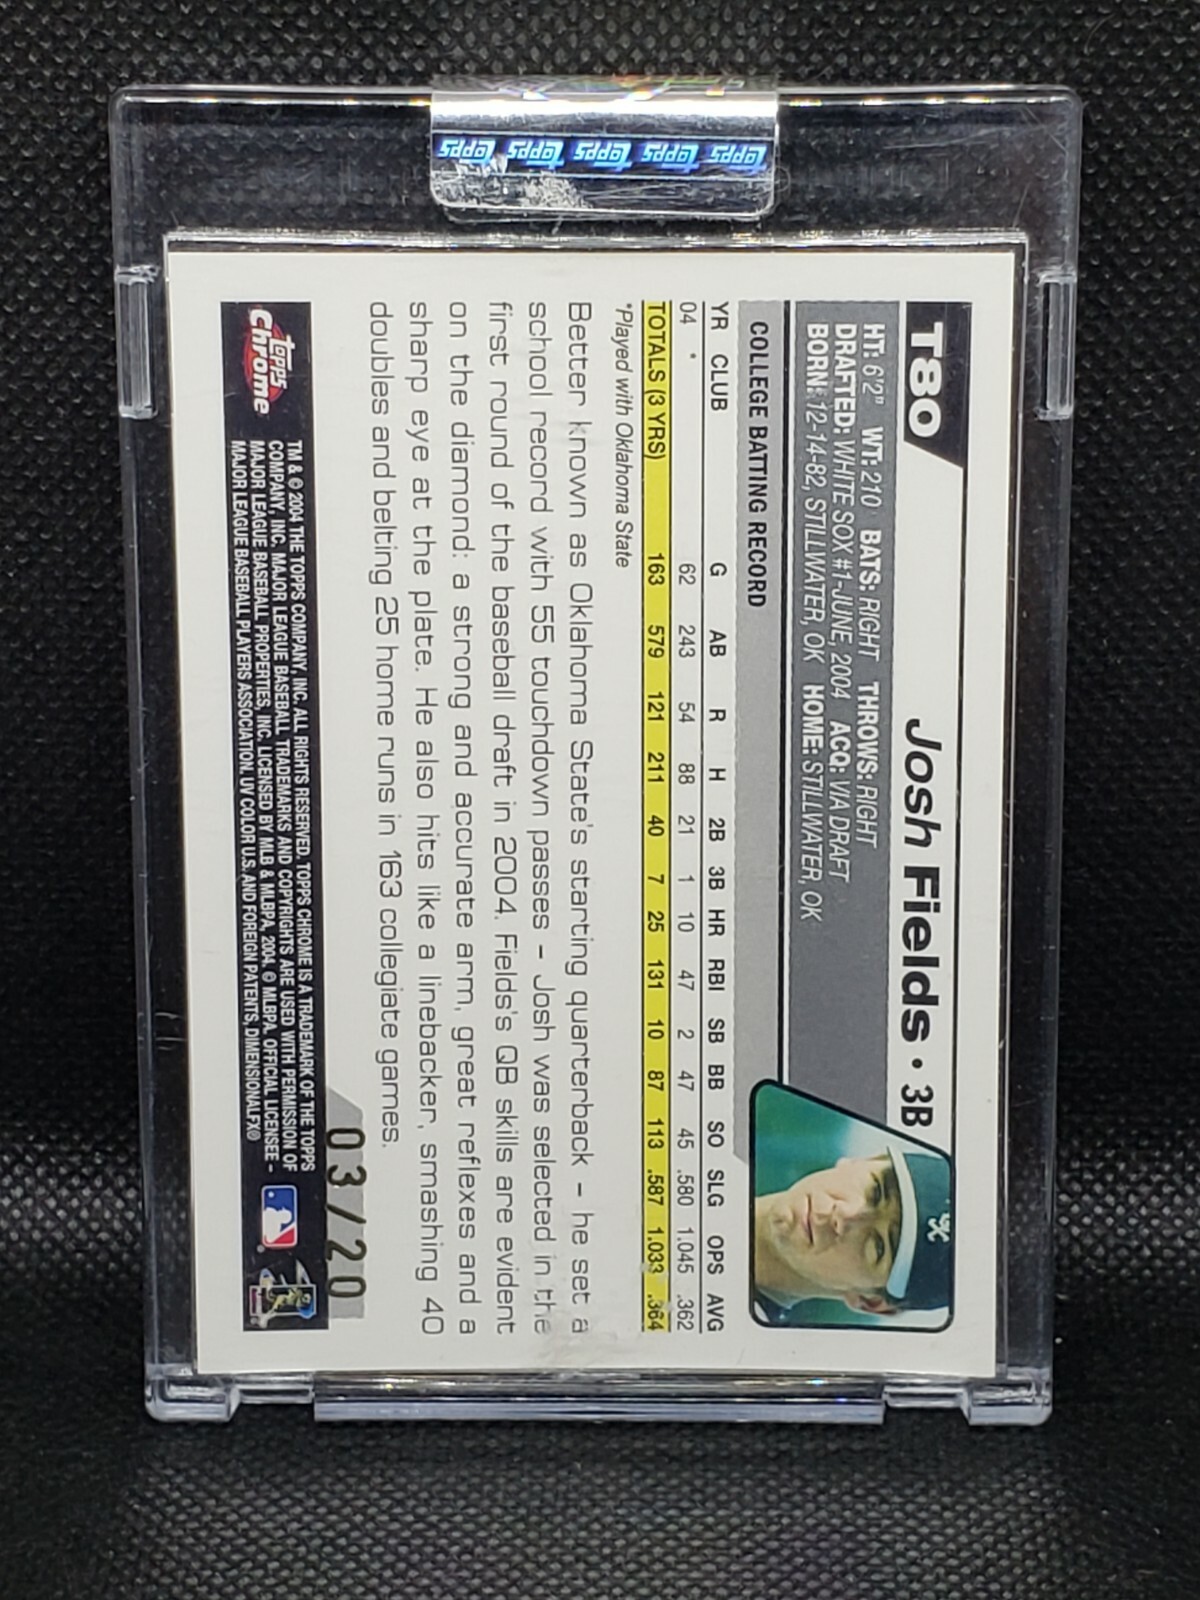 topps topps topps topps topps
T80
Josh Fields • 3B
HT: 6'2" WT: 210 BATS: RIGHT THROWS: RIGHT
DRAFTED: WHITE SOX #1-JUNE, 2004 ACQ: VIA DRAFT
BORN: 12-14-82, STILLWATER, OK HOME: STILLWATER, OK
COLLEGE BATTING RECORD
YR CLUB G AB R H 2B 3B HR RBI SB BB SO SLG OPS AVG
04 * 62 243 54 88 21 1 10 47 2 47 45 .580 1.045 .362
TOTALS (3 YRS) 163 579 121 211 40 7 25 131 10 87 113 .587 1.033 .364
*Played with Oklahoma State
Better known as Oklahoma State's starting quarterback – he set a
school record with 55 touchdown passes – Josh was selected in the
first round of the baseball draft in 2004. Fields's QB skills are evident
on the diamond: a strong and accurate arm, great reflexes and a
sharp eye at the plate. He also hits like a linebacker, smashing 40
doubles and belting 25 home runs in 163 collegiate games.
03/20
topps
Chrome
TM & © 2004 THE TOPPS COMPANY, INC. ALL RIGHTS RESERVED. TOPPS CHROME IS A TRADEMARK OF THE TOPPS
COMPANY, INC. MAJOR LEAGUE BASEBALL TRADEMARKS AND COPYRIGHTS ARE USED WITH PERMISSION OF
MAJOR LEAGUE BASEBALL PROPERTIES, INC. LICENSED BY MLB & MLBPA, 2004. © MLBPA, OFFICIAL LICENSEE –
MAJOR LEAGUE BASEBALL PLAYERS ASSOCIATION. UV COLOR U.S. AND FOREIGN PATENTS, DIMENSIONALFX®